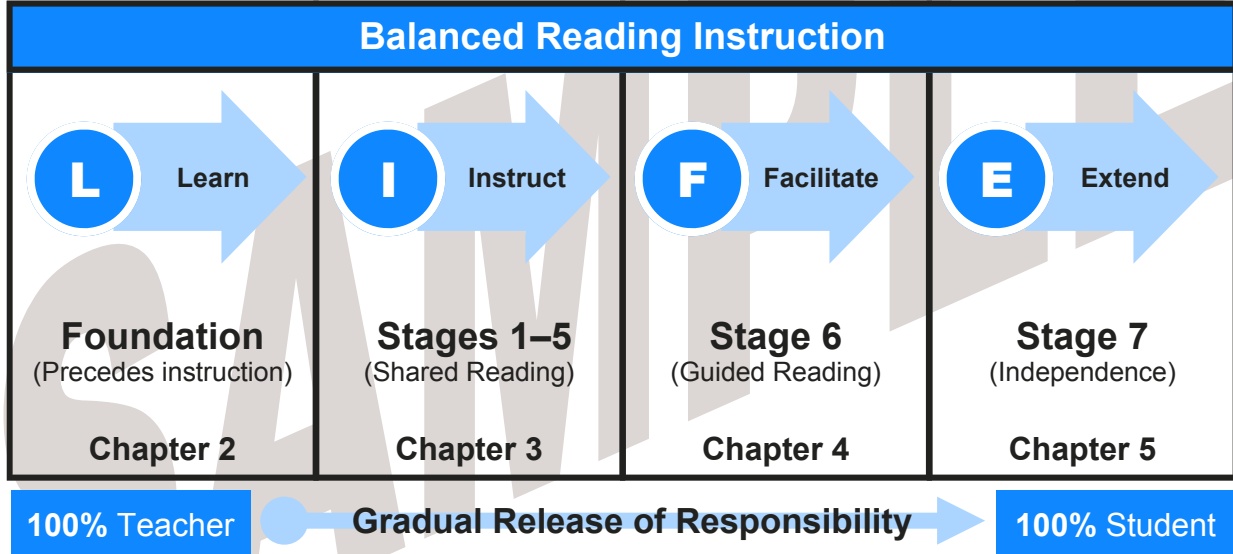 Balanced Reading Instruction
L Learn
I Instruct
F Facilitate
E Extend
Foundation
(Precedes instruction)
Chapter 2
Stages 1–5
(Shared Reading)
Chapter 3
Stage 6
(Guided Reading)
Chapter 4
Stage 7
(Independence)
Chapter 5
100% Teacher
Gradual Release of Responsibility
100% Student
SAMPLE